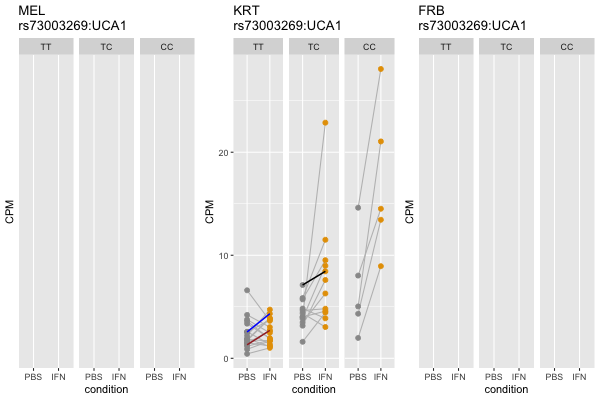 MEL
rs73003269:UCA1
TT TC CC
CPM
PBS IFN PBS IFN PBS IFN
condition
KRT
rs73003269:UCA1
TT TC CC
CPM
20
10
0
PBS IFN PBS IFN PBS IFN
condition
FRB
rs73003269:UCA1
TT TC CC
CPM
PBS IFN PBS IFN PBS IFN
condition